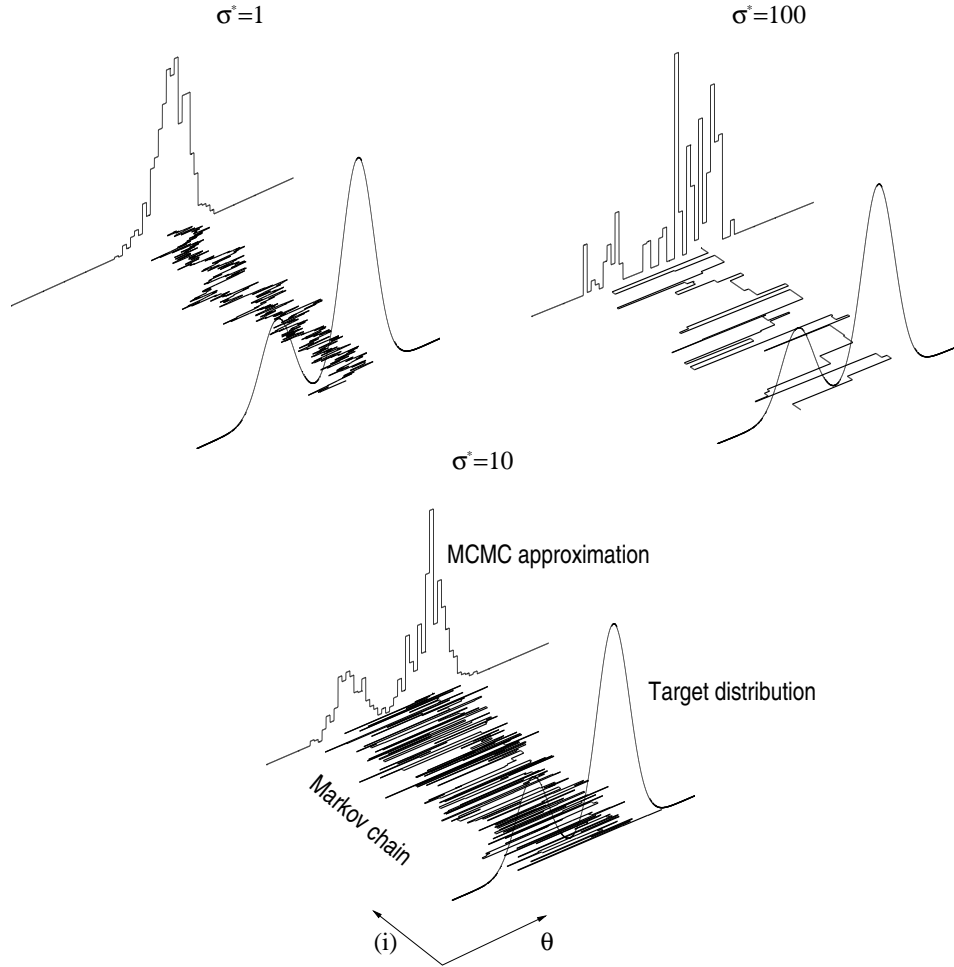 σ*=1
σ*=100
σ*=10
MCMC approximation
Target distribution
Markov chain
(i)
θ